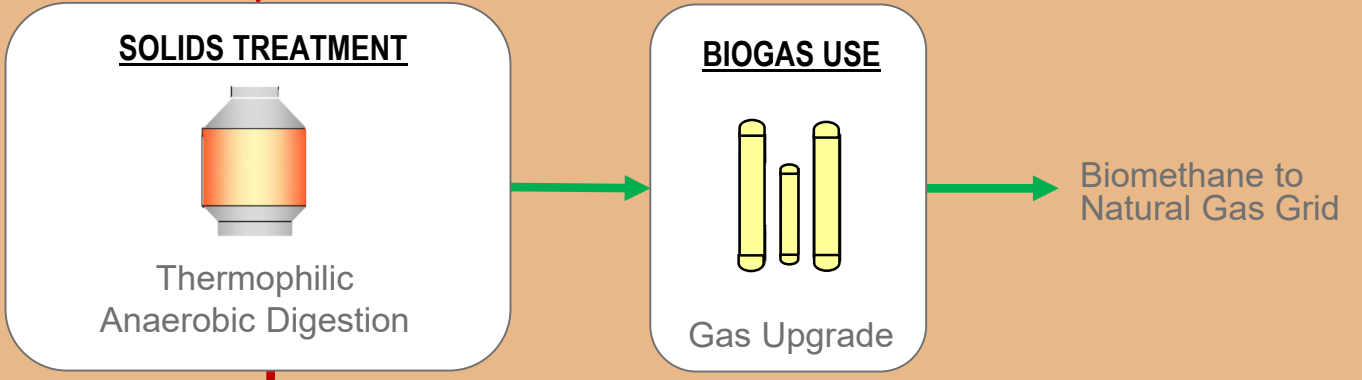 SOLIDS TREATMENT
Thermophilic
Anaerobic Digestion
BIOGAS USE
Gas Upgrade
Biomethane to
Natural Gas Grid